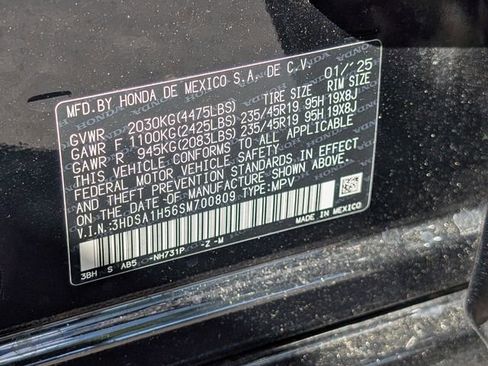 MFD.BY HONDA DE MEXICO S.A. DE C.V. 01/'25
TIRE SIZE RIM SIZE
GVWR 2030KG(4475LBS)
GAWR F 1100KG(2425LBS) 235/45R19 95H 19X8J
GAWR R 945KG(2083LBS) 235/45R19 95H 19X8J
THIS VEHICLE CONFORMS TO ALL APPLICABLE
FEDERAL MOTOR VEHICLE SAFETY
AND THEFT PREVENTION STANDARDS IN EFFECT
ON THE DATE OF MANUFACTURE SHOWN ABOVE.
V.I.N.:3HDSA1H56SM700809 TYPE:MPV
MADE IN MEXICO
3BH S AB5 -NH731P -Z -M